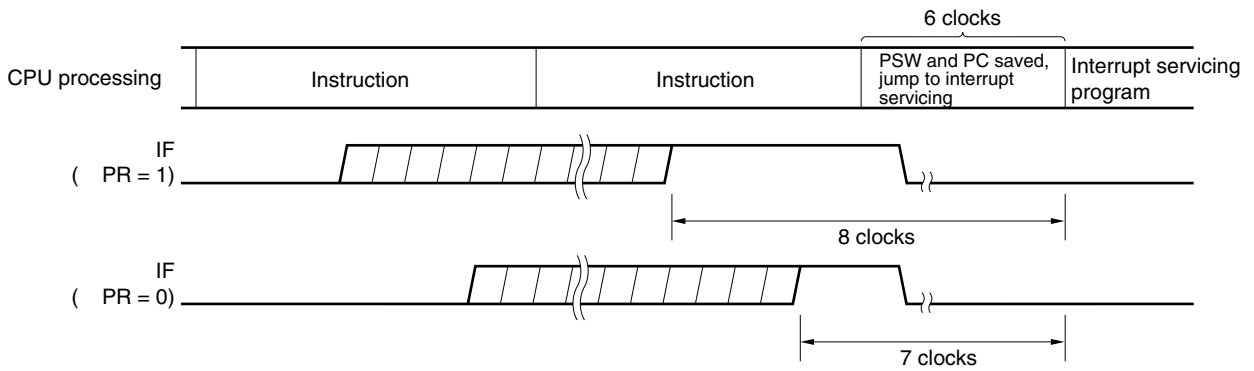 6 clocks
CPU processing
Instruction
Instruction
PSW and PC saved,
jump to interrupt
servicing
Interrupt servicing
program
IF
( PR = 1)
8 clocks
IF
( PR = 0)
7 clocks